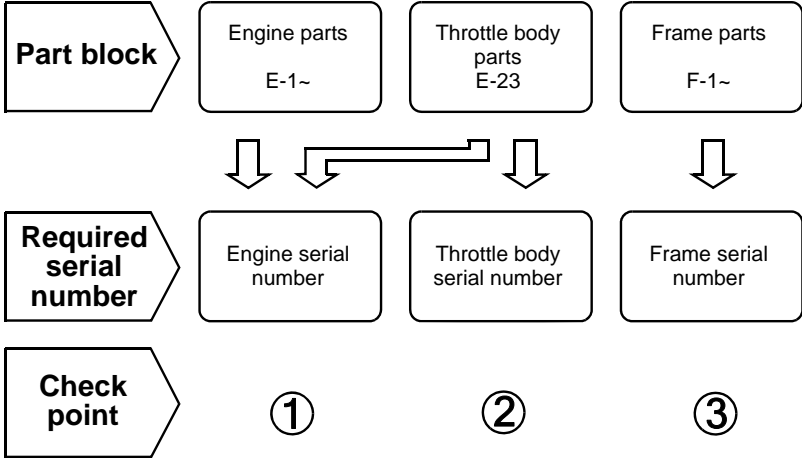 Part block
Engine parts
E-1~
Throttle body
parts
E-23
Frame parts
F-1~
Required
serial
number
Engine serial
number
Throttle body
serial number
Frame serial
number
Check
point
①
②
③